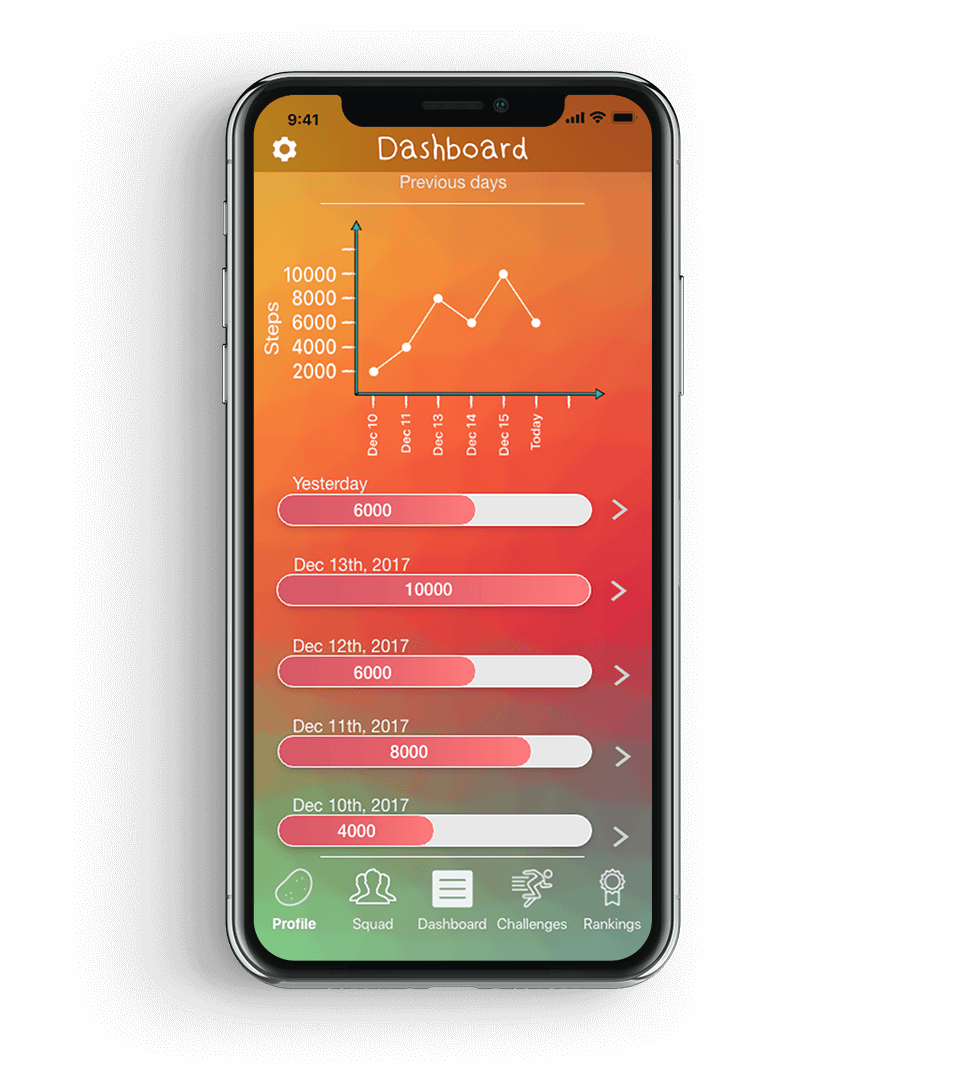 9:41
Dashboard
Previous days
Steps
10000
8000
6000
4000
2000
Dec 10
Dec 11
Dec 13
Dec 14
Dec 15
Today
Yesterday
6000
Dec 13th, 2017
10000
Dec 12th, 2017
6000
Dec 11th, 2017
8000
Dec 10th, 2017
4000
Profile Squad Dashboard Challenges Rankings